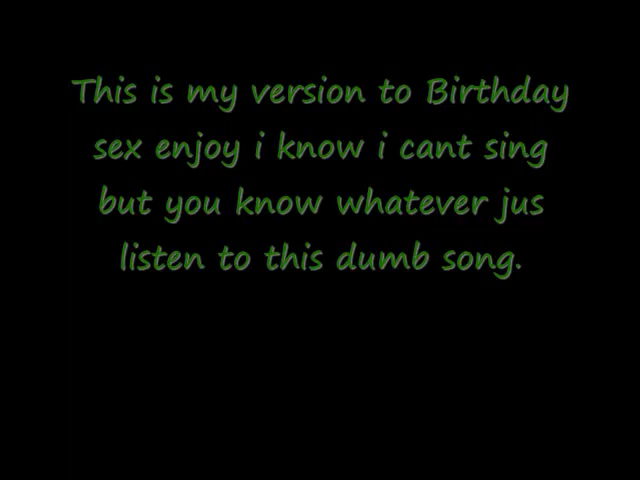 This is my version to Birthday
sex enjoy i know i cant sing
but you know whatever jus
listen to this dumb song.